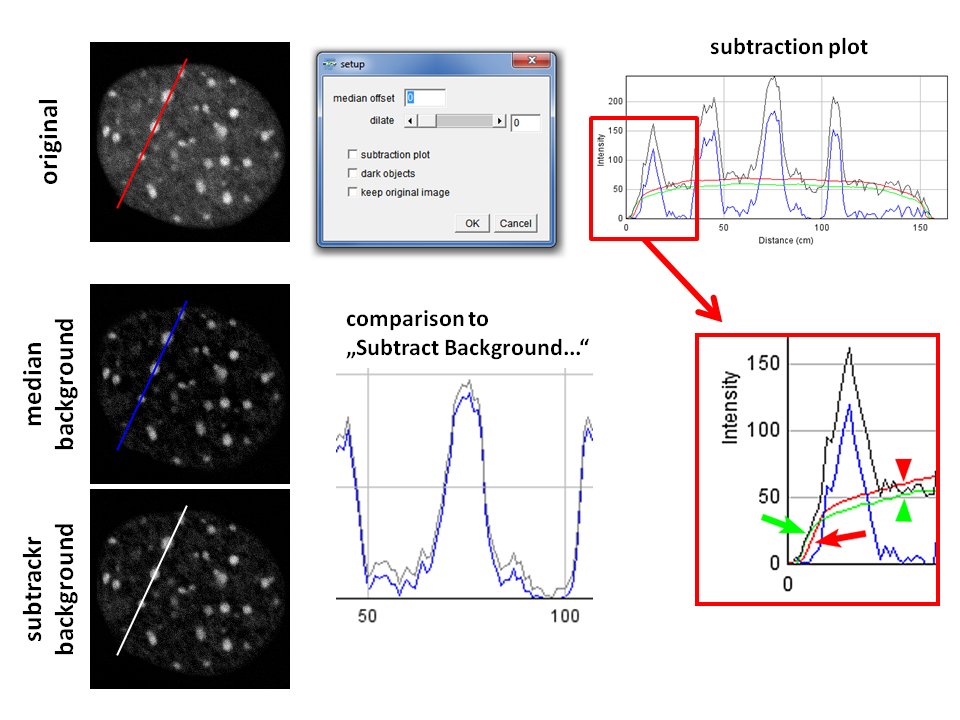 original
setup
median offset 0
dilate 0
subtraction plot
dark objects
keep original image
OK Cancel
subtraction plot
200
150
100
50
0
Intensity
0 50 100 150
Distance (cm)
median
background
comparison to
„Subtract Background...“
50 100
150
100
50
0
Intensity
0
subtrackr
background